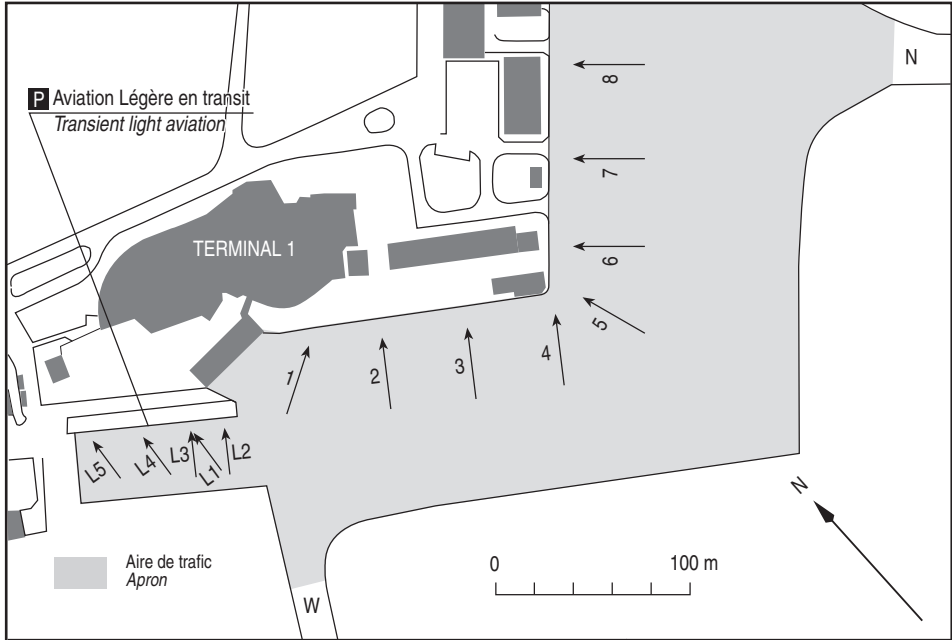 N
P Aviation Légère en transit
Transient light aviation
8
7
TERMINAL 1
6
5
4
3
2
1
L5
L4
L3
L1
L2
N
Aire de trafic
Apron
0
100 m
W